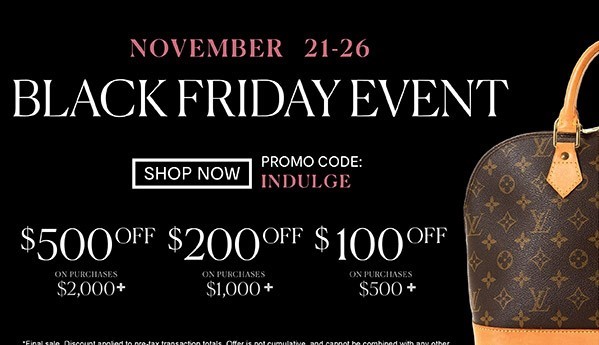 NOVEMBER 21-26
BLACK FRIDAY EVENT
SHOP NOW
PROMO CODE:
INDULGE
$500 OFF $200 OFF $100 OFF
ON PURCHASES ON PURCHASES ON PURCHASES
$2,000+ $1,000+ $500+
*Final sale. Discount applied to pre-tax transaction totals. Offer is not cumulative, and cannot be combined with any other